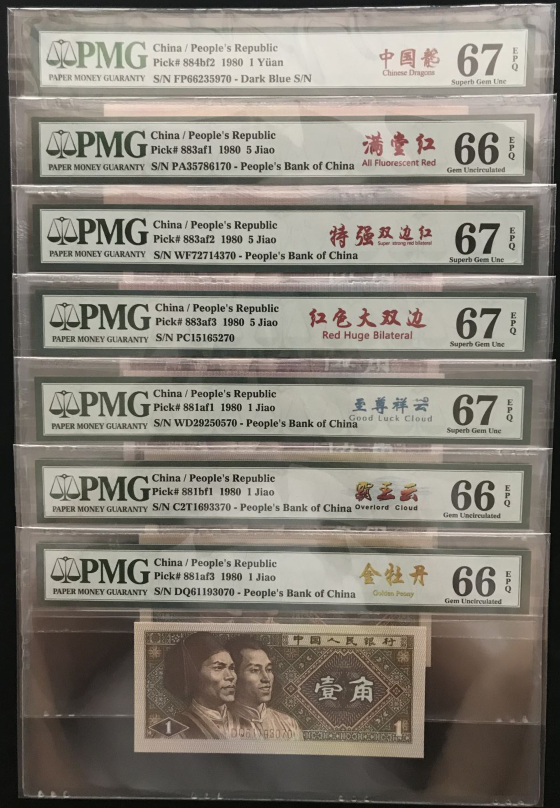 PMG
PAPER MONEY GUARANTY
China / People's Republic
Pick# 884bf2 1980 1 Yüan
S/N FP66235970 - Dark Blue S/N
中国龍
Chinese Dragons
67 EPQ
Superb Gem Unc
PMG
PAPER MONEY GUARANTY
China / People's Republic
Pick# 883af1 1980 5 Jiao
S/N PA35786170 - People's Bank of China
满堂红
All Fluorescent Red
66 EPQ
Gem Uncirculated
PMG
PAPER MONEY GUARANTY
China / People's Republic
Pick# 883af2 1980 5 Jiao
S/N WF72714370 - People's Bank of China
特强双边红
Super strong red bilateral
67 EPQ
Superb Gem Unc
PMG
PAPER MONEY GUARANTY
China / People's Republic
Pick# 883af3 1980 5 Jiao
S/N PC15165270
红色大双边
Red Huge Bilateral
67 EPQ
Superb Gem Unc
PMG
PAPER MONEY GUARANTY
China / People's Republic
Pick# 881af1 1980 1 Jiao
S/N WD29250570 - People's Bank of China
至尊祥云
Good Luck Cloud
67 EPQ
Superb Gem Unc
PMG
PAPER MONEY GUARANTY
China / People's Republic
Pick# 881bf1 1980 1 Jiao
S/N C2T1693370 - People's Bank of China
霸王云
Overlord Cloud
66 EPQ
Gem Uncirculated
PMG
PAPER MONEY GUARANTY
China / People's Republic
Pick# 881af3 1980 1 Jiao
S/N DQ61193070 - People's Bank of China
金牡丹
Golden Peony
66 EPQ
Gem Uncirculated
中国人民银行
壹角
1
DQ61193070
1